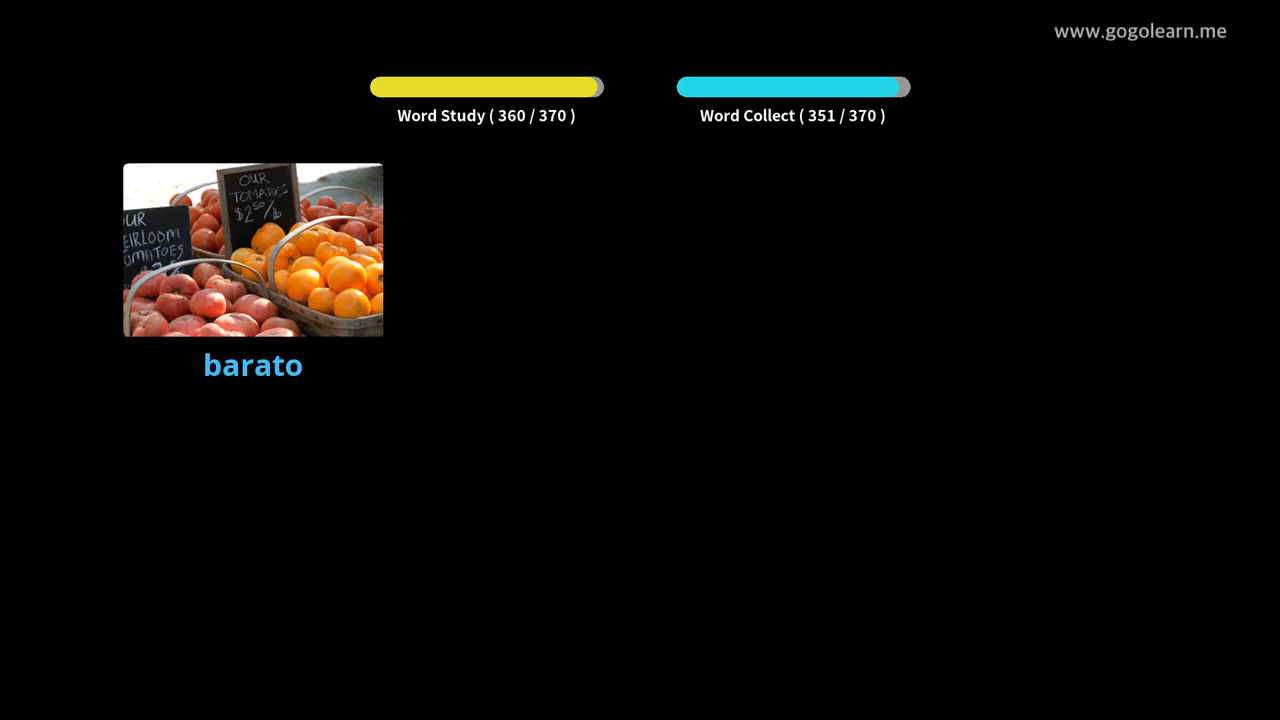 www.gogolearn.me
Word Study ( 360 / 370 )
Word Collect ( 351 / 370 )
OUR
TOMATOES
$2.50/lb
UR
EIRLOOM
OMATOES
barato